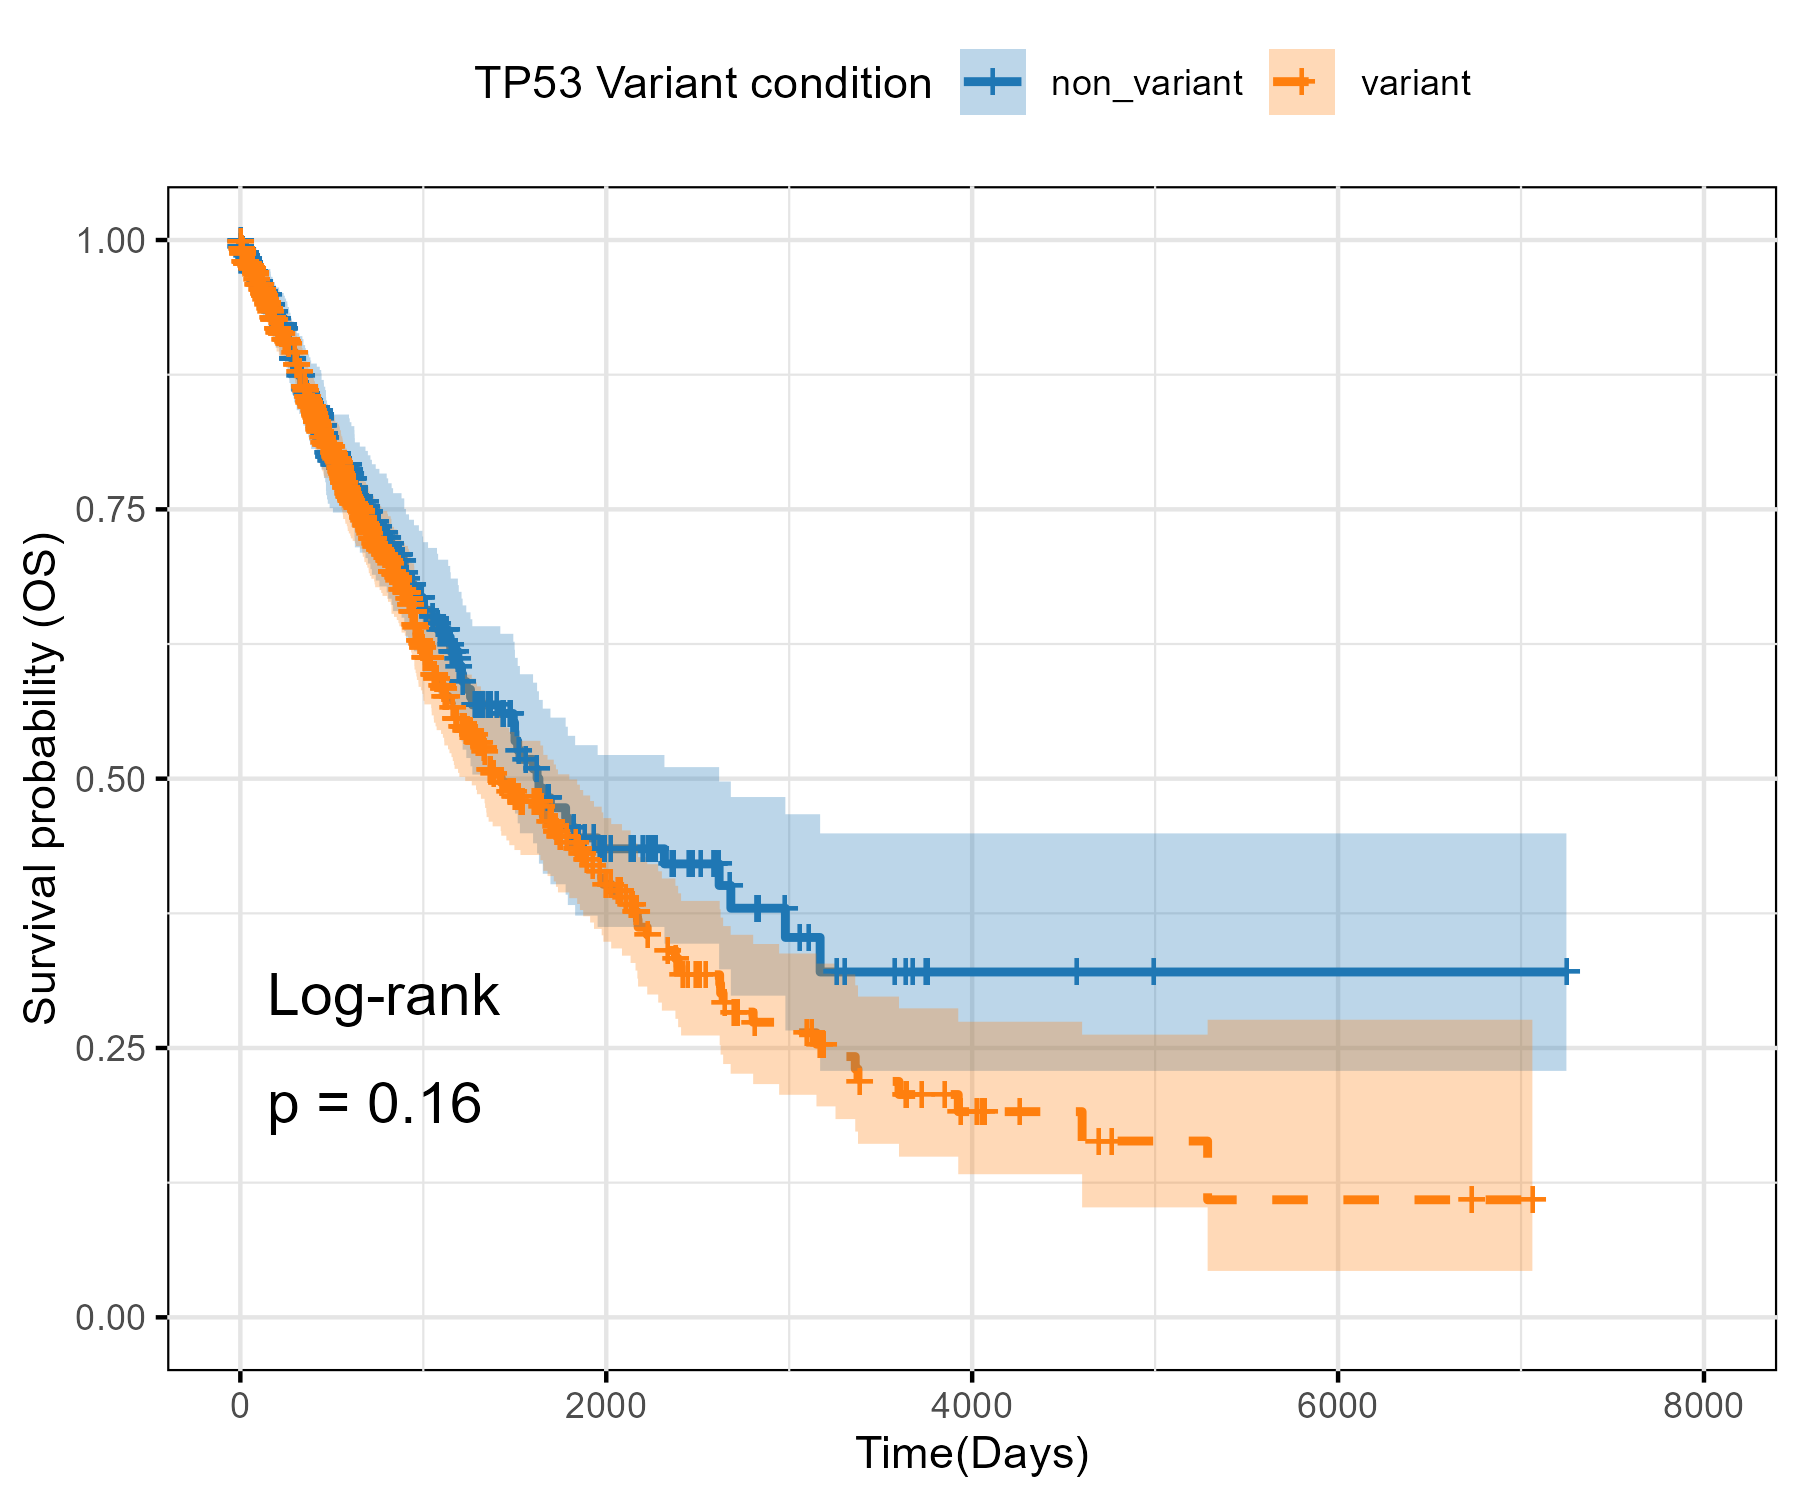 TP53 Variant condition non_variant variant
Survival probability (OS)
1.00
0.75
0.50
0.25
0.00
Log-rank
p = 0.16
0 2000 4000 6000 8000
Time(Days)